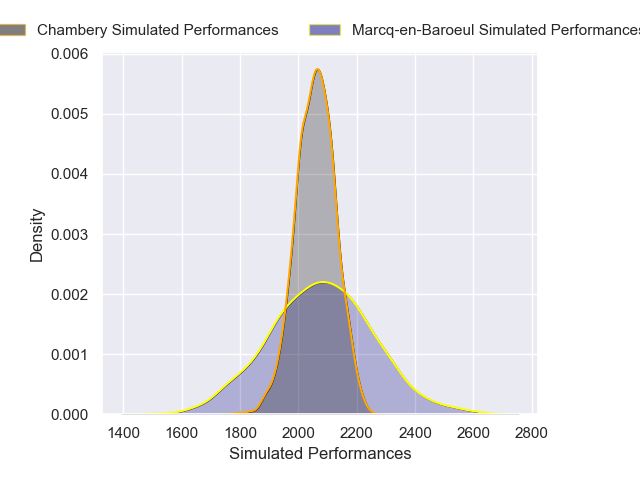 Chambery Simulated Performances
Marcq-en-Baroeul Simulated Performances
0.006
0.005
0.004
0.003
0.002
0.001
0.000
Density
1400 1600 1800 2000 2200 2400 2600 2800
Simulated Performances